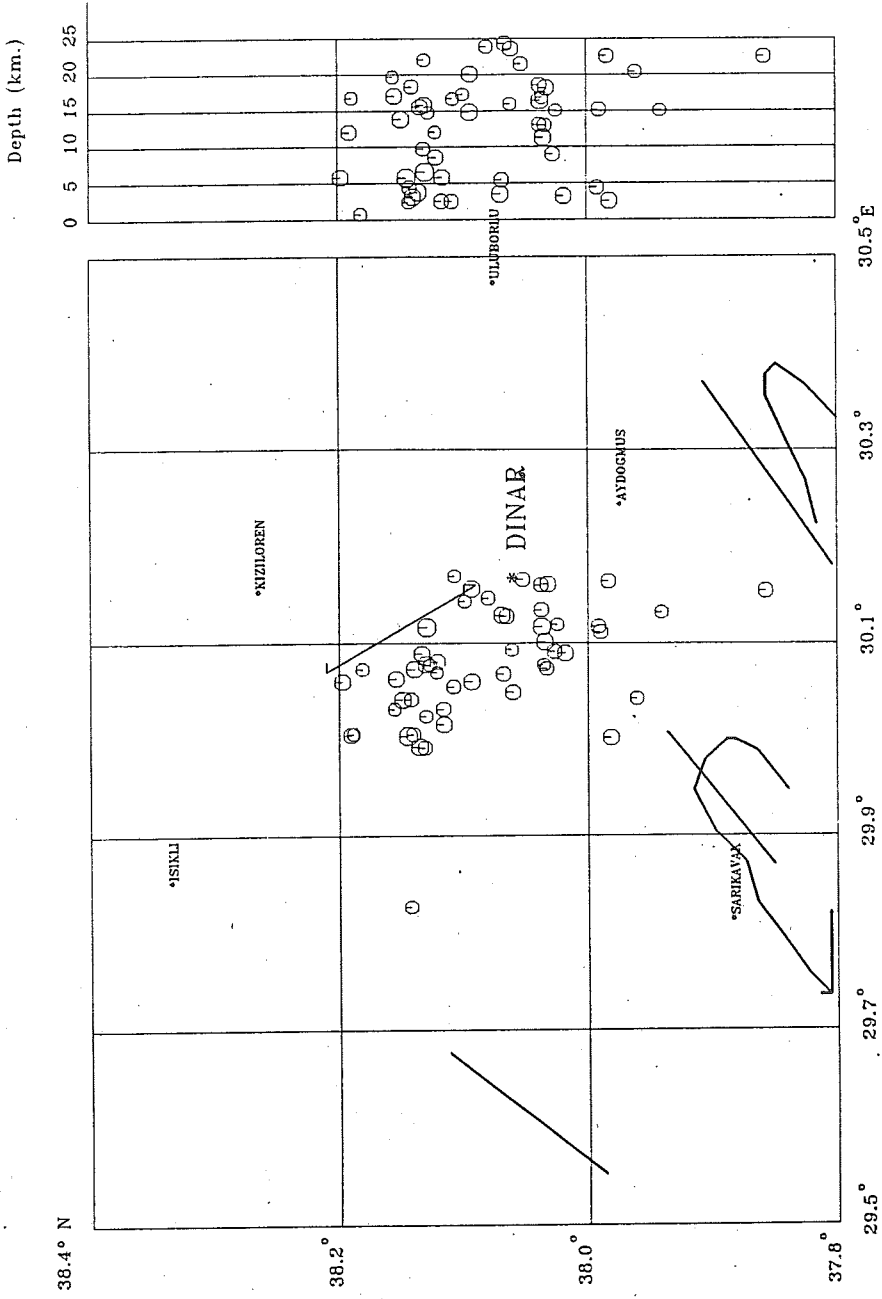 Depth (km.)
0 5 10 15 20 25
38.4° N
38.2°
38.0°
37.8°
*ULUBORLU
*KIZILOREN
* DINAR
*AYDOGMUS
*ISIKLI
*SARIKAVAK
29.5° 29.7° 29.9° 30.1° 30.3° 30.5°E